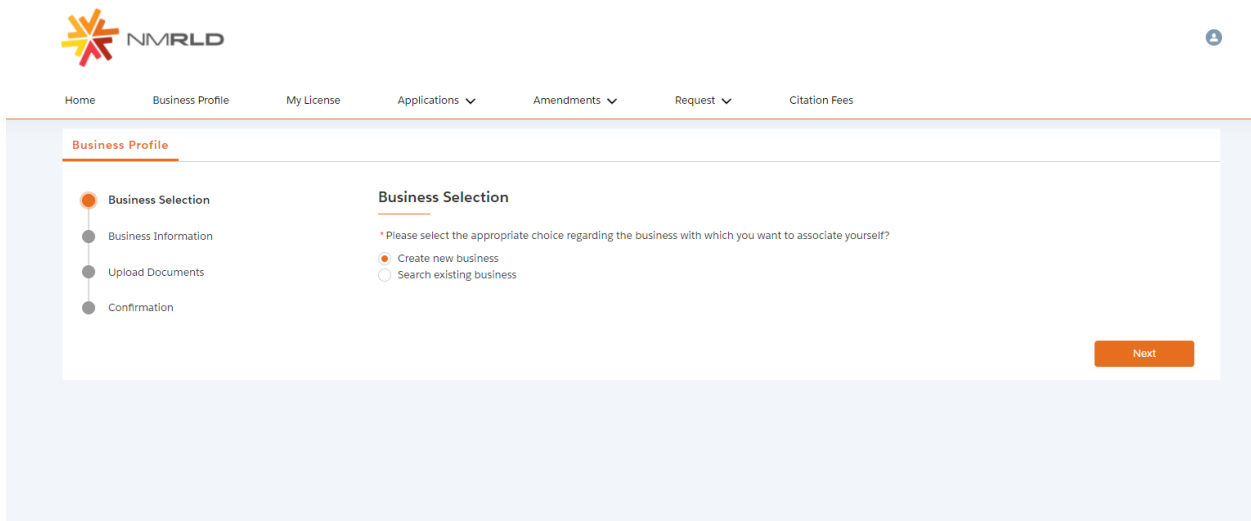 NMRLD
Home Business Profile My License Applications Amendments Request Citation Fees
Business Profile
Business Selection
Business Information
Upload Documents
Confirmation
Business Selection
*Please select the appropriate choice regarding the business with which you want to associate yourself?
Create new business
Search existing business
Next